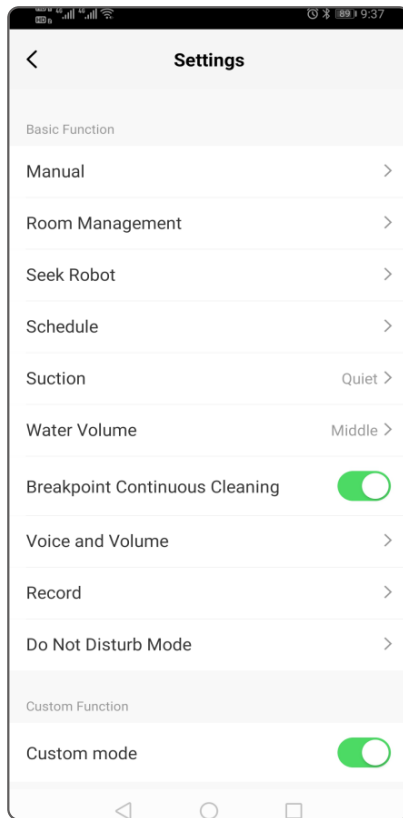 89 9:37
Settings
Basic Function
Manual
Room Management
Seek Robot
Schedule
Suction Quiet
Water Volume Middle
Breakpoint Continuous Cleaning
Voice and Volume
Record
Do Not Disturb Mode
Custom Function
Custom mode